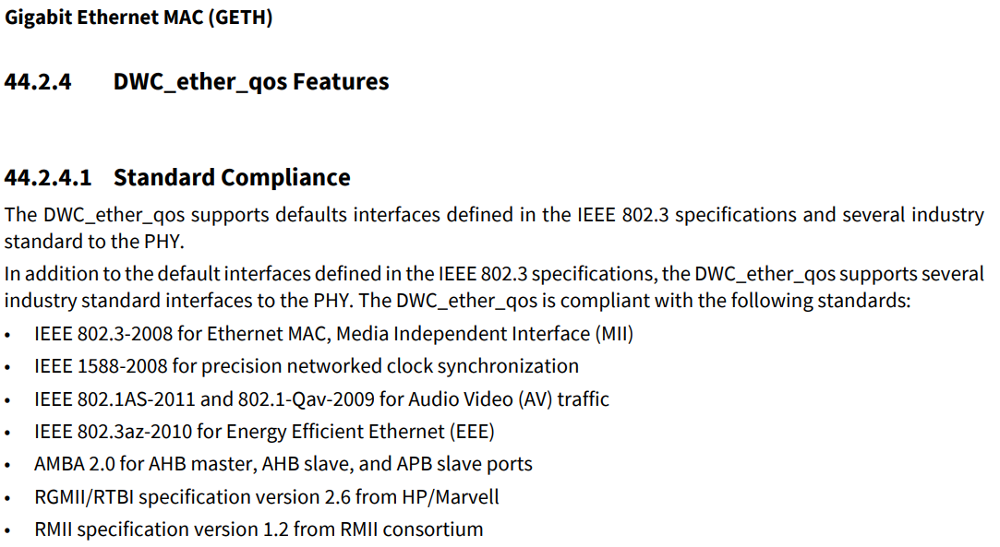 Gigabit Ethernet MAC (GETH)
44.2.4 DWC_ether_qos Features
44.2.4.1 Standard Compliance
The DWC_ether_qos supports defaults interfaces defined in the IEEE 802.3 specifications and several industry
standard to the PHY.
In addition to the default interfaces defined in the IEEE 802.3 specifications, the DWC_ether_qos supports several
industry standard interfaces to the PHY. The DWC_ether_qos is compliant with the following standards:
• IEEE 802.3-2008 for Ethernet MAC, Media Independent Interface (MII)
• IEEE 1588-2008 for precision networked clock synchronization
• IEEE 802.1AS-2011 and 802.1-Qav-2009 for Audio Video (AV) traffic
• IEEE 802.3az-2010 for Energy Efficient Ethernet (EEE)
• AMBA 2.0 for AHB master, AHB slave, and APB slave ports
• RGMII/RTBI specification version 2.6 from HP/Marvell
• RMII specification version 1.2 from RMII consortium